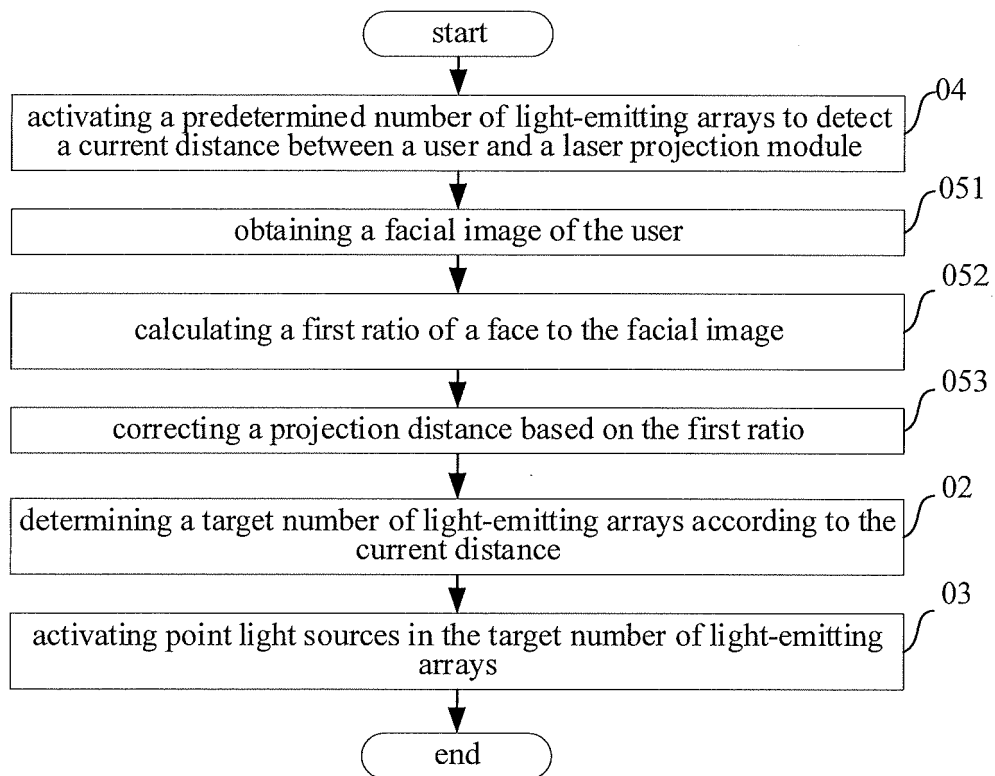 start
04
activating a predetermined number of light-emitting arrays to detect
a current distance between a user and a laser projection module
051
obtaining a facial image of the user
052
calculating a first ratio of a face to the facial image
053
correcting a projection distance based on the first ratio
02
determining a target number of light-emitting arrays according to the
current distance
03
activating point light sources in the target number of light-emitting
arrays
end